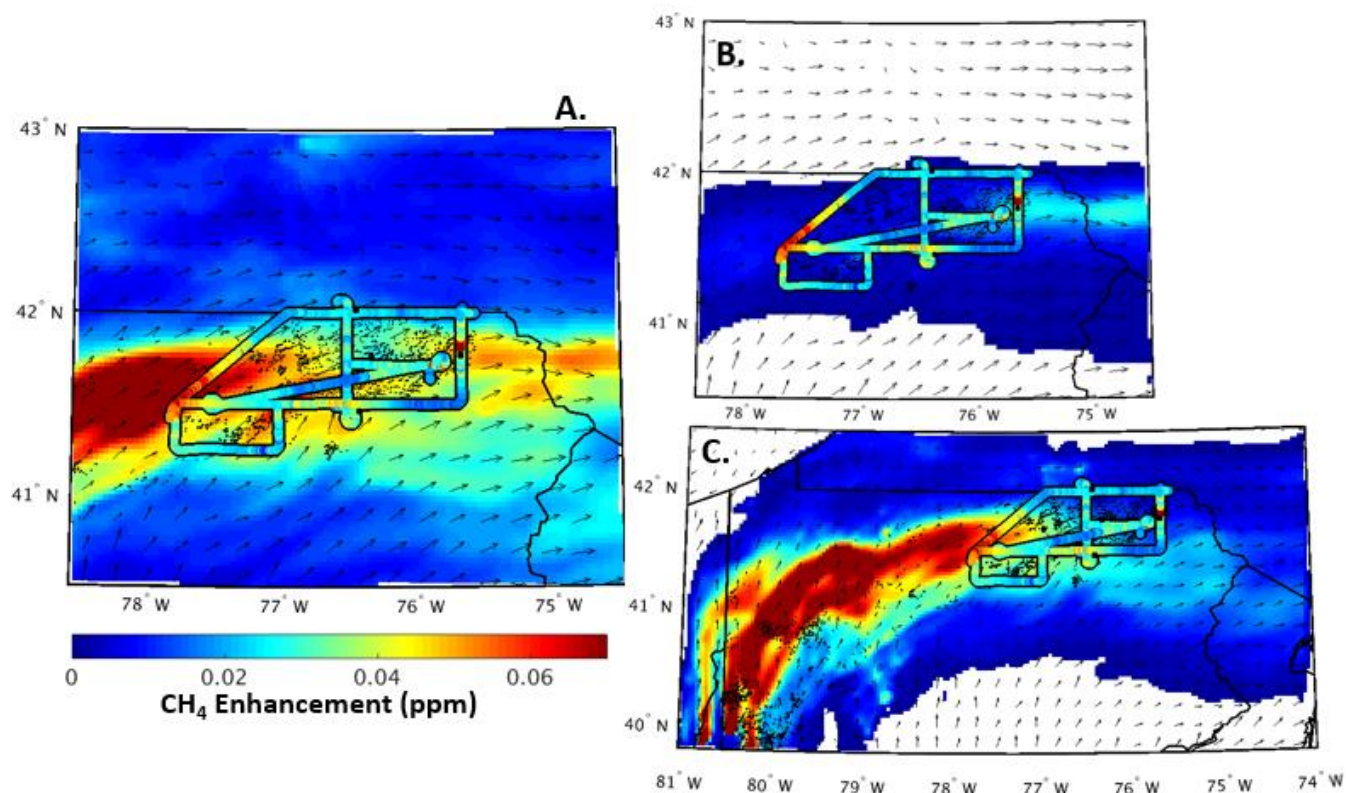 A.
43° N
42° N
41° N
78° W 77° W 76° W 75° W
0 0.02 0.04 0.06
CH₄ Enhancement (ppm)
B.
43° N
42° N
41° N
78° W 77° W 76° W 75° W
C.
42° N
41° N
40° N
81° W 80° W 79° W 78° W 77° W 76° W 75° W 74° W